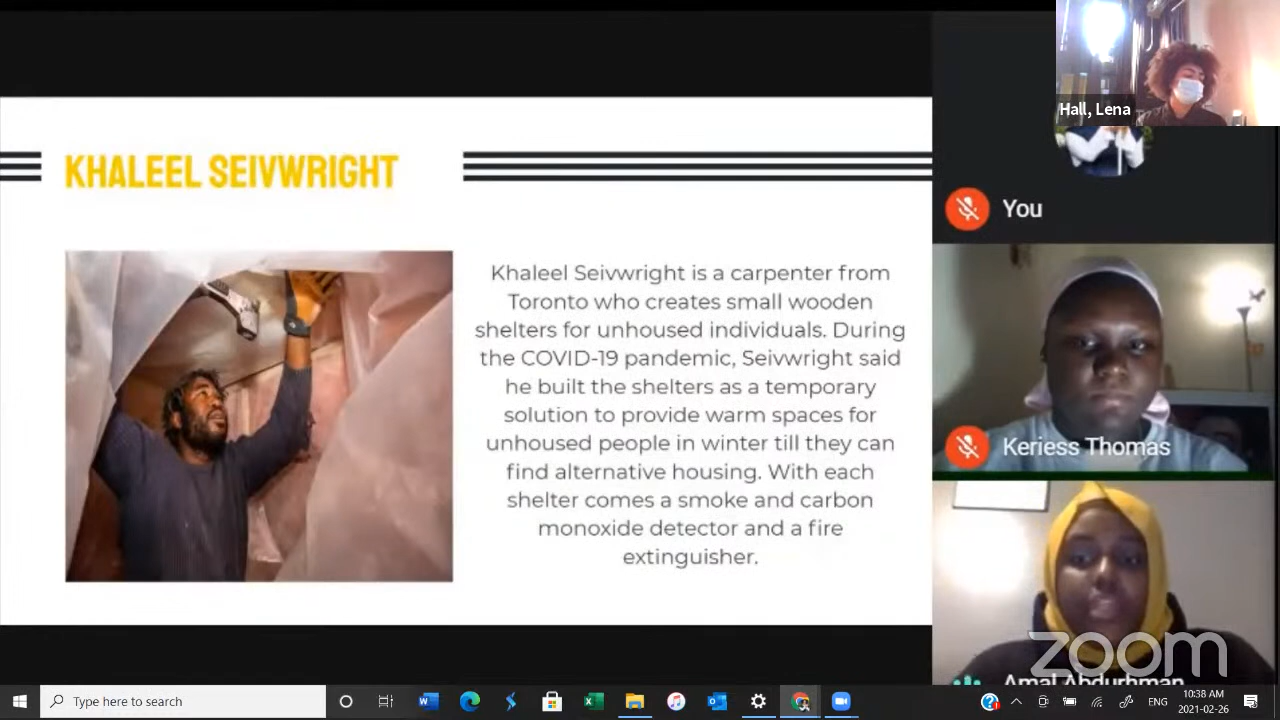 KHALEEL SEIVWRIGHT
Khaleel Seivwright is a carpenter from
Toronto who creates small wooden
shelters for unhoused individuals. During
the COVID-19 pandemic, Seivwright said
he built the shelters as a temporary
solution to provide warm spaces for
unhoused people in winter till they can
find alternative housing. With each
shelter comes a smoke and carbon
monoxide detector and a fire
extinguisher.
Hall, Lena
You
Keriess Thomas
Amal Abdurhman
zoom
Type here to search
ENG
10:38 AM
2021-02-26